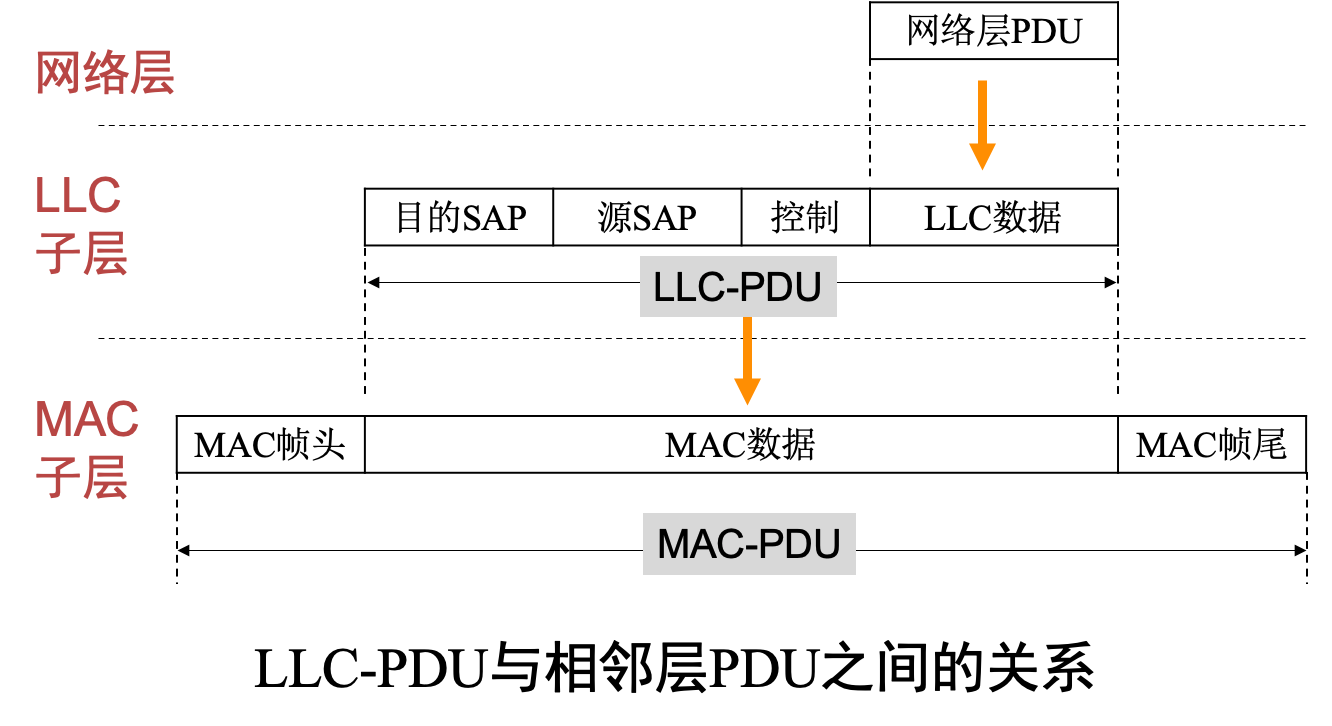 网络层PDU
网络层
LLC
子层
目的SAP
源SAP
控制
LLC数据
LLC-PDU
MAC
子层
MAC帧头
MAC数据
MAC帧尾
MAC-PDU
LLC-PDU与相邻层PDU之间的关系